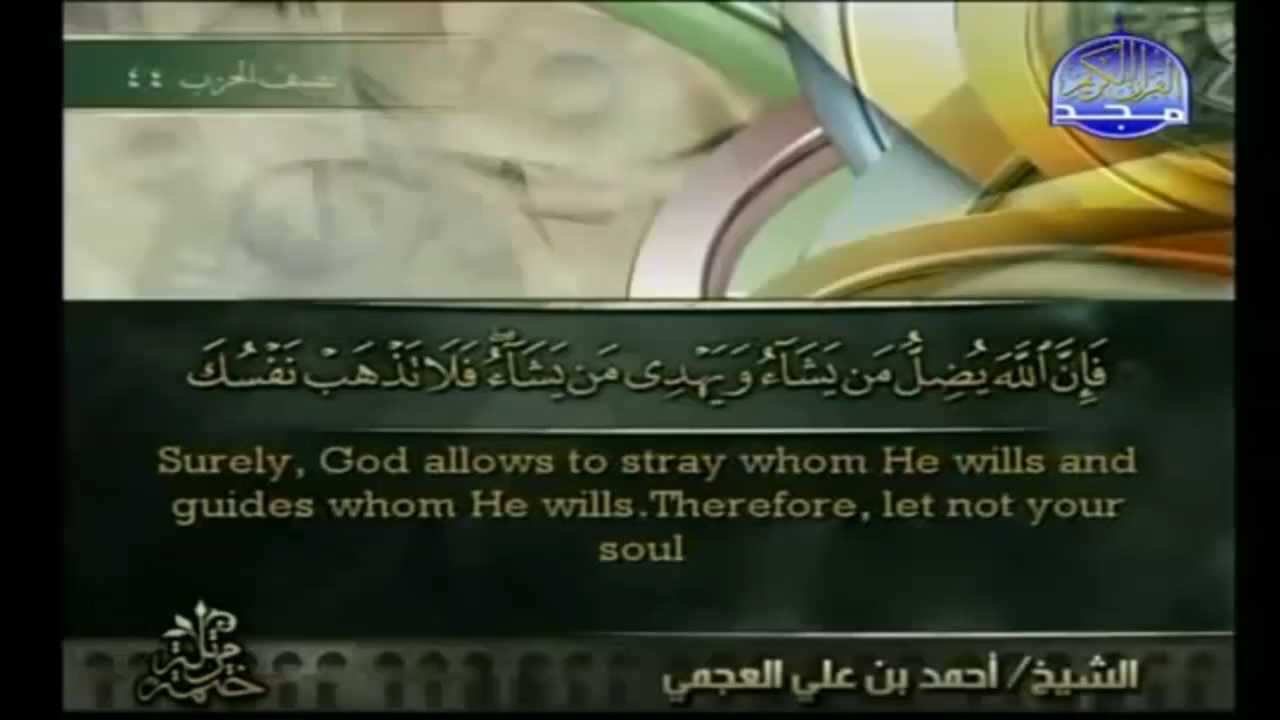 نصف الحزب ٤٤
القرآن الكريم
مجد
فَإِنَّ ٱللَّهَ يُضِلُّ مَن يَشَآءُ وَيَهْدِى مَن يَشَآءُ ۖ فَلَا تَذْهَبْ نَفْسُكَ
Surely, God allows to stray whom He wills and
guides whom He wills.Therefore, let not your
soul
ختمة مرتلة
الشيخ/ أحمد بن علي العجمي